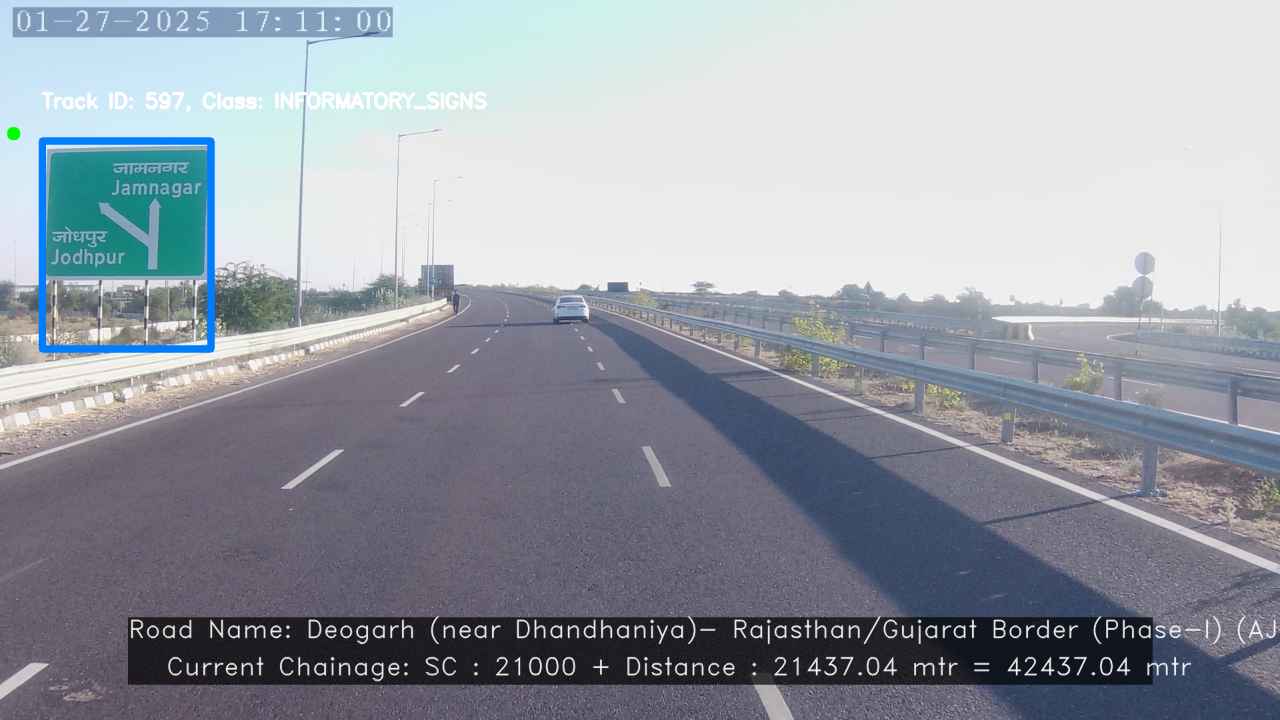 01-27-2025 17:11:00
Track ID: 597, Class: INFORMATORY_SIGNS
जामनगर
Jamnagar
जोधपुर
Jodhpur
Road Name: Deogarh (near Dhandhaniya)- Rajasthan/Gujarat Border (Phase-I) (AJ
Current Chainage: SC : 21000 + Distance : 21437.04 mtr = 42437.04 mtr